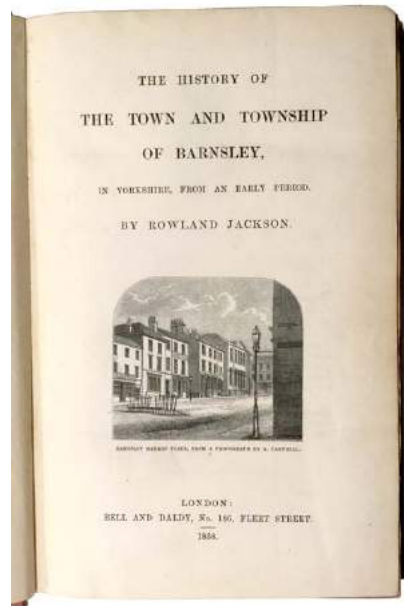 THE HISTORY OF
THE TOWN AND TOWNSHIP
OF BARNSLEY,
IN YORKSHIRE, FROM AN EARLY PERIOD.
BY ROWLAND JACKSON.
BARNSLEY MARKET PLACE, FROM A PHOTOGRAPH BY
LONDON:
BELL AND DALDY, No. 186, FLEET STREET.
1858.